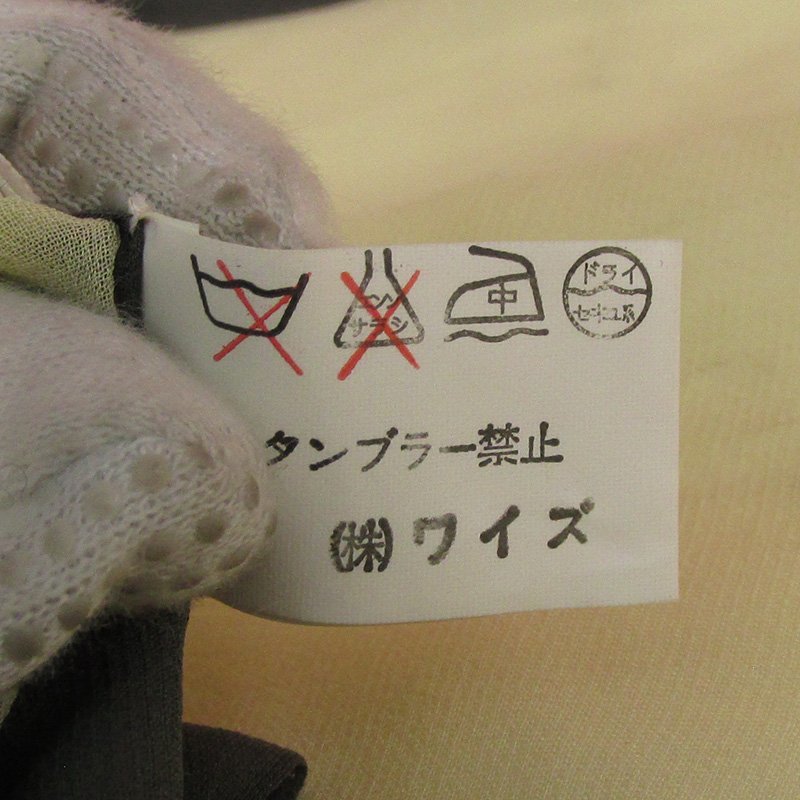 エンソ
サラシ
中
ドライ
セキユ系
タンブラー禁止
㈱ワイズ